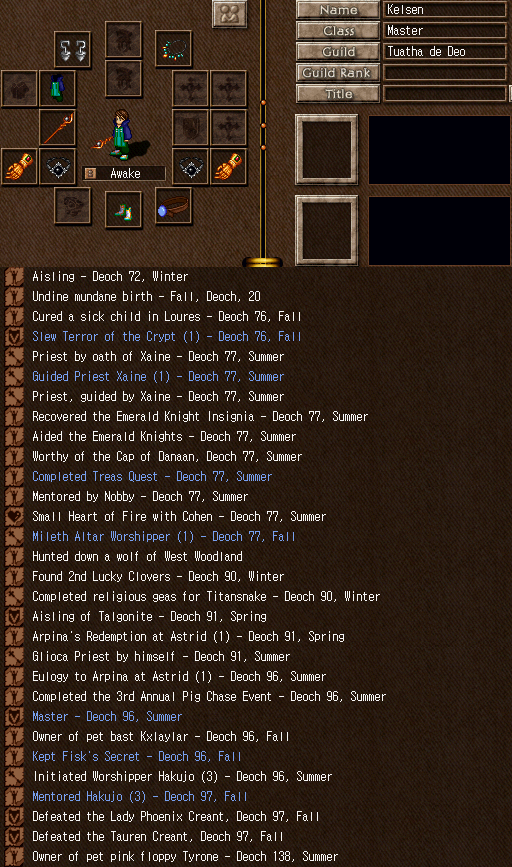 Name Kelsen
Class Master
Guild Tuatha de Deo
Guild Rank
Title
Awake
Aisling - Deoch 72, Winter
Undine mundane birth - Fall, Deoch, 20
Cured a sick child in Loures - Deoch 76, Fall
Slew Terror of the Crypt (1) - Deoch 76, Fall
Priest by oath of Xaine - Deoch 77, Summer
Guided Priest Xaine (1) - Deoch 77, Summer
Priest, guided by Xaine - Deoch 77, Summer
Recovered the Emerald Knight Insignia - Deoch 77, Summer
Aided the Emerald Knights - Deoch 77, Summer
Worthy of the Cap of Danaan, Deoch 77, Summer
Completed Treas Quest - Deoch 77, Summer
Mentored by Nobby - Deoch 77, Summer
Small Heart of Fire with Cohen - Deoch 77, Summer
Mileth Altar Worshipper (1) - Deoch 77, Fall
Hunted down a wolf of West Woodland
Found 2nd Lucky Clovers - Deoch 90, Winter
Completed religious geas for Titansnake - Deoch 90, Winter
Aisling of Talgonite - Deoch 91, Spring
Arpina's Redemption at Astrid (1) - Deoch 91, Spring
Glioca Priest by himself - Deoch 91, Summer
Eulogy to Arpina at Astrid (1) - Deoch 96, Summer
Completed the 3rd Annual Pig Chase Event - Deoch 96, Summer
Master - Deoch 96, Summer
Owner of pet bast Kxlaylar - Deoch 96, Fall
Kept Fisk's Secret - Deoch 96, Fall
Initiated Worshipper Hakujo (3) - Deoch 96, Summer
Mentored Hakujo (3) - Deoch 97, Fall
Defeated the Lady Phoenix Creant, Deoch 97, Fall
Defeated the Tauren Creant, Deoch 97, Fall
Owner of pet pink floppy Tyrone - Deoch 138, Summer